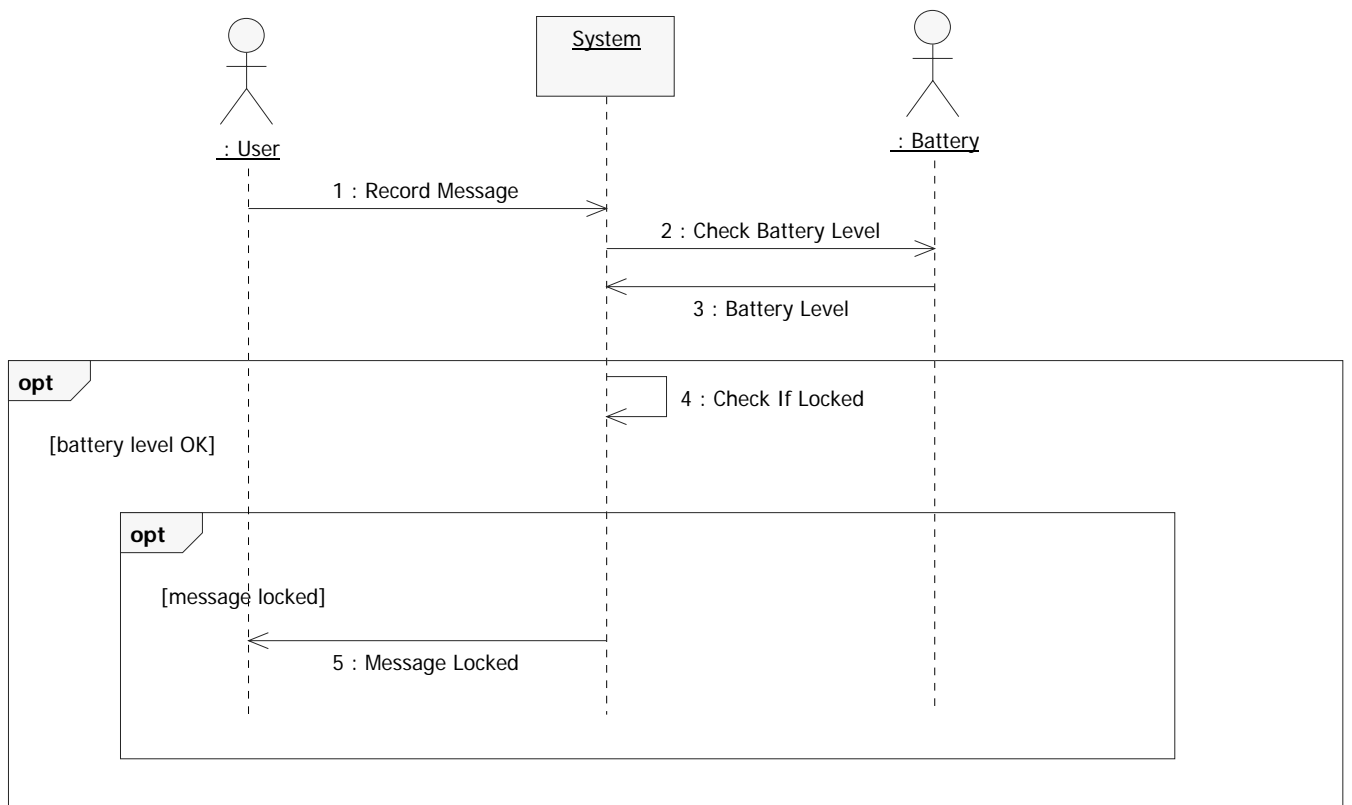 System
: User
: Battery
1 : Record Message
2 : Check Battery Level
3 : Battery Level
opt
4 : Check If Locked
[battery level OK]
opt
[message locked]
5 : Message Locked